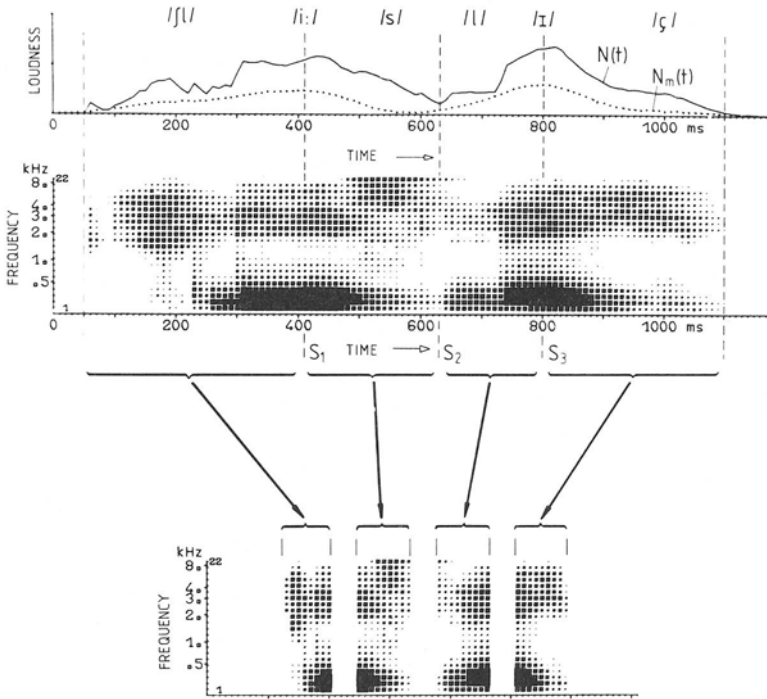 /ʃl/ /i:/ /s/ /l/ /ɪ/ /ç/
LOUDNESS
N(t)
Nm(t)
0 200 400 600 800 1000 ms
TIME
kHz
22
8.
4.
3.
2.
1.
.5
1
FREQUENCY
0 200 400 600 800 1000 ms
S1 TIME S2 S3
kHz
22
8.
4.
3.
2.
1.
.5
1
FREQUENCY